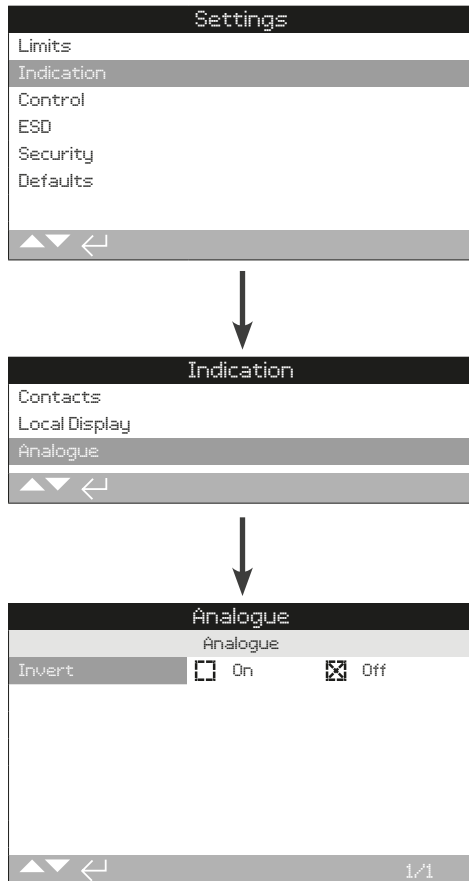 Settings
Limits
Indication
Control
ESD
Security
Defaults
Indication
Contacts
Local Display
Analogue
Analogue
Analogue
Invert On Off
1/1